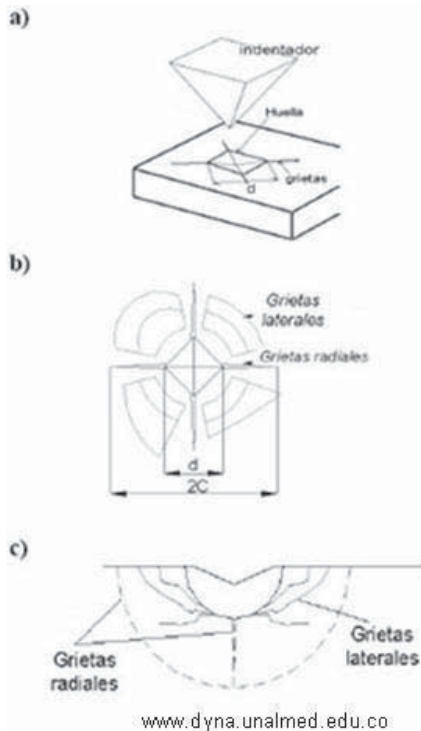 a)
indentador
Huella
grietas
d
b)
Grietas
laterales
Grietas radiales
d
2C
c)
Grietas
radiales
Grietas
laterales
www.dyna.unalmed.edu.co